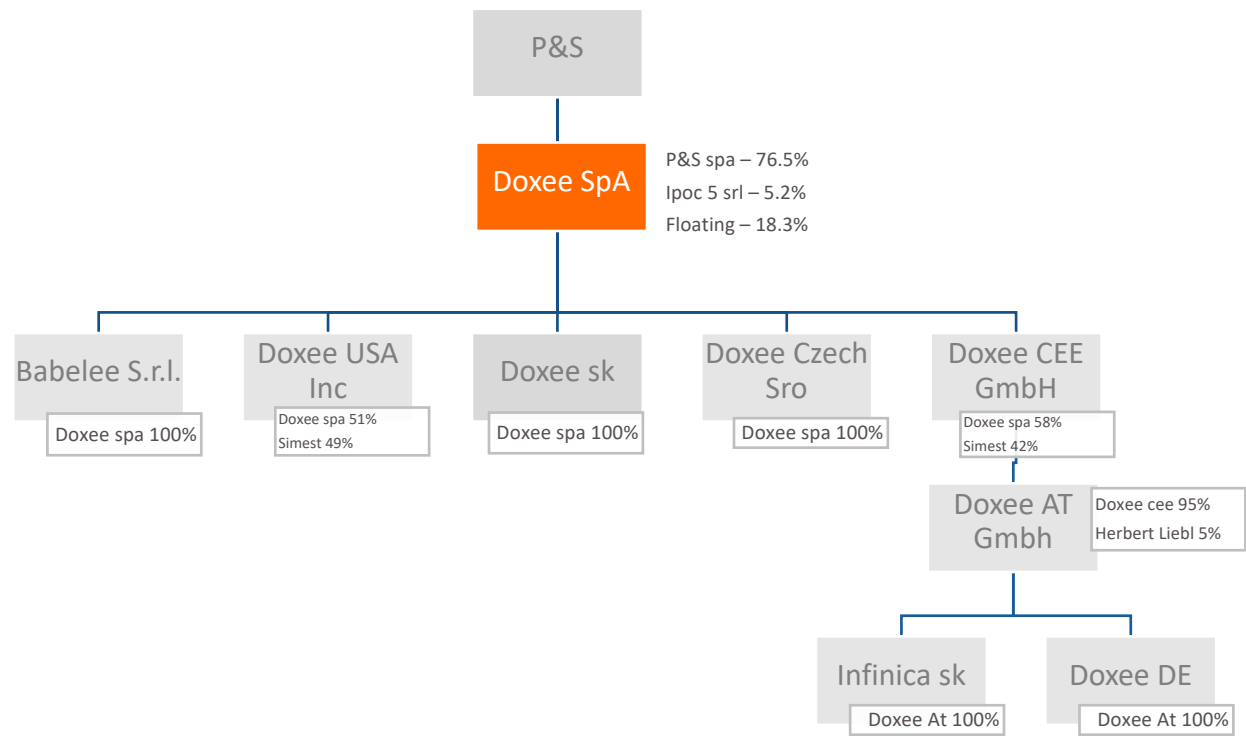 P&S
Doxee SpA
P&S spa – 76.5%
Ipoc 5 srl – 5.2%
Floating – 18.3%
Babelee S.r.l.
Doxee spa 100%
Doxee USA
Inc
Doxee spa 51%
Simest 49%
Doxee sk
Doxee spa 100%
Doxee Czech
Sro
Doxee spa 100%
Doxee CEE
GmbH
Doxee spa 58%
Simest 42%
Doxee AT
Gmbh
Doxee cee 95%
Herbert Liebl 5%
Infinica sk
Doxee At 100%
Doxee DE
Doxee At 100%